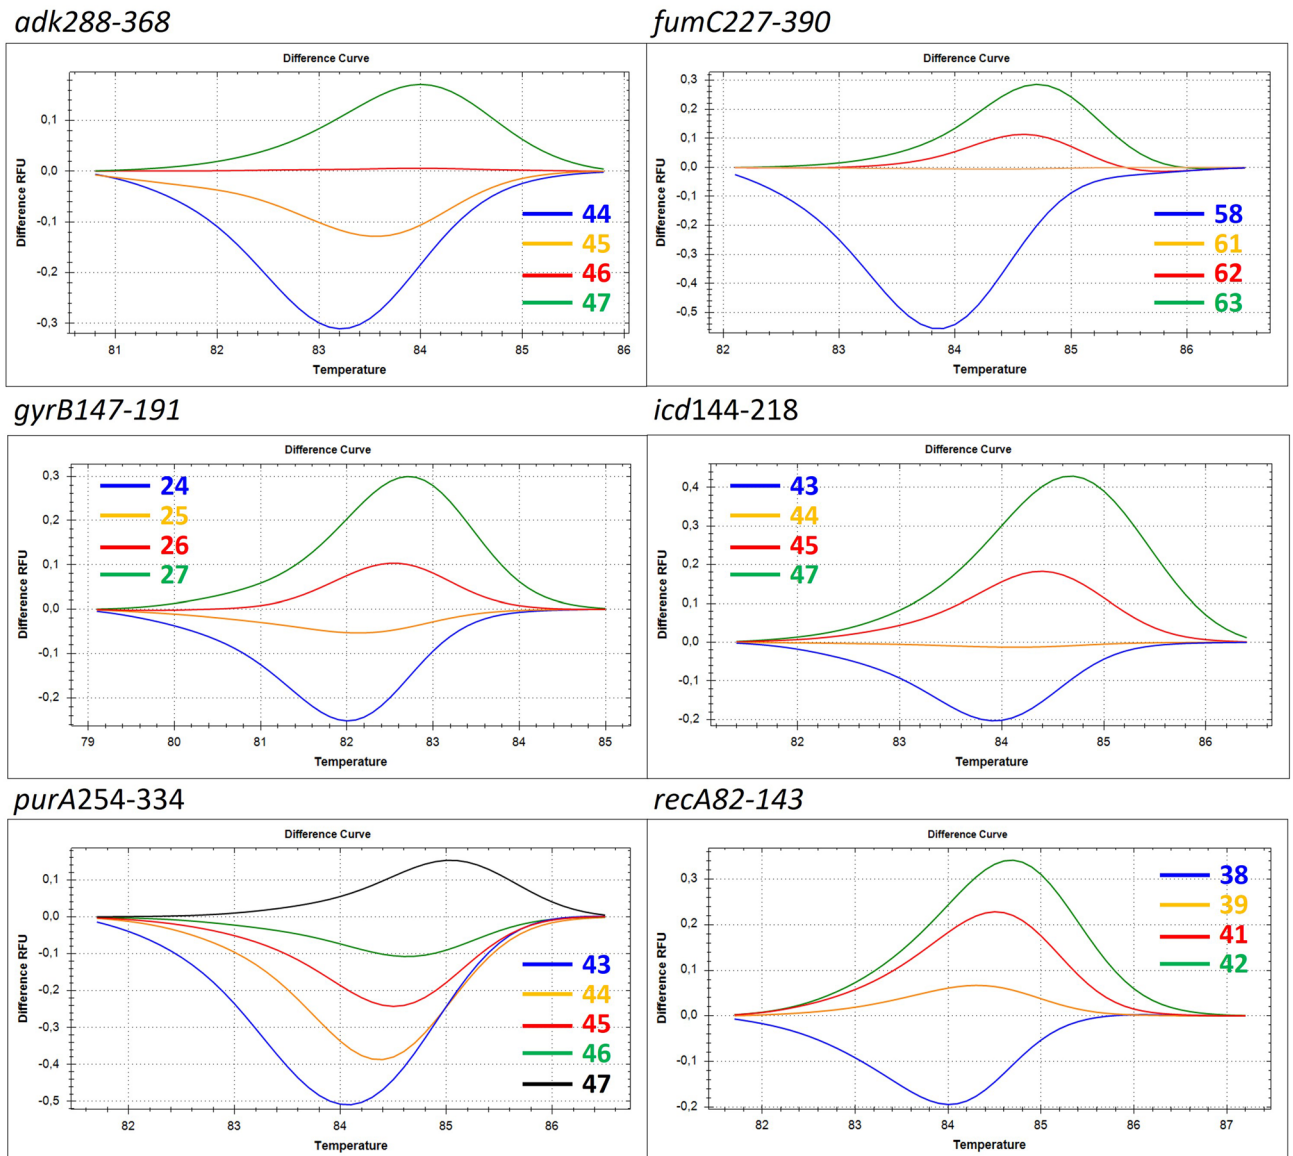 adk288-368
Difference Curve
Difference RFU
0,1
0,0
-0,1
-0,2
-0,3
81 82 83 84 85 86
Temperature
44
45
46
47
fumC227-390
Difference Curve
Difference RFU
0,3
0,2
0,1
0,0
-0,1
-0,2
-0,3
-0,4
-0,5
82 83 84 85 86
Temperature
58
61
62
63
gyrB147-191
Difference Curve
Difference RFU
0,3
0,2
0,1
0,0
-0,1
-0,2
79 80 81 82 83 84 85
Temperature
24
25
26
27
icd144-218
Difference Curve
Difference RFU
0,4
0,3
0,2
0,1
0,0
-0,1
-0,2
82 83 84 85 86
Temperature
43
44
45
47
purA254-334
Difference Curve
Difference RFU
0,1
0,0
-0,1
-0,2
-0,3
-0,4
-0,5
82 83 84 85 86
Temperature
43
44
45
46
47
recA82-143
Difference Curve
Difference RFU
0,3
0,2
0,1
0,0
-0,1
-0,2
82 83 84 85 86 87
Temperature
38
39
41
42